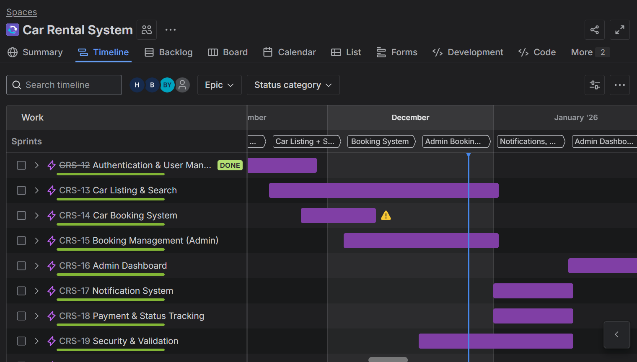 Spaces
Car Rental System
Summary Timeline Backlog Board Calendar List Forms Development Code More 2
Search timeline H B BY Epic Status category
Work mber December January '26
Sprints ... Car Listing + S... Booking System Admin Bookin... Notifications, ... Admin Dashbo...
CRS-12 Authentication & User Man... DONE
CRS-13 Car Listing & Search
CRS-14 Car Booking System
CRS-15 Booking Management (Admin)
CRS-16 Admin Dashboard
CRS-17 Notification System
CRS-18 Payment & Status Tracking
CRS-19 Security & Validation